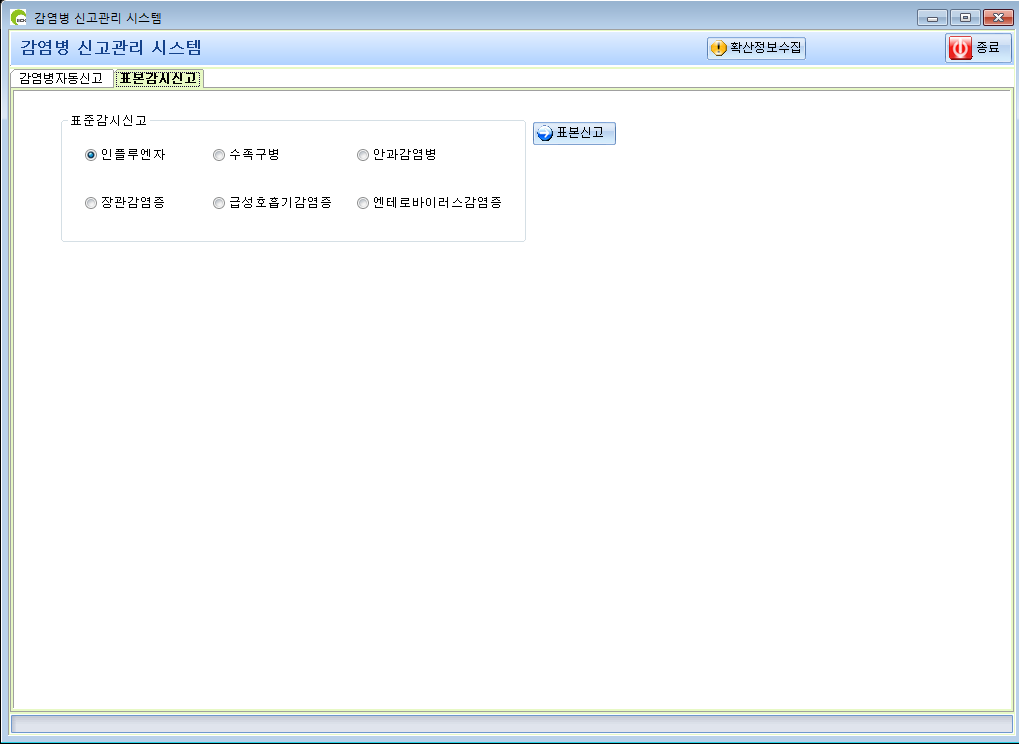 감염병 신고관리 시스템
감염병 신고관리 시스템
확산정보수집
종료
감염병자동신고
표본감시신고
표준감시신고
표본신고
인플루엔자
수족구병
안과감염병
장관감염증
급성호흡기감염증
엔테로바이러스감염증